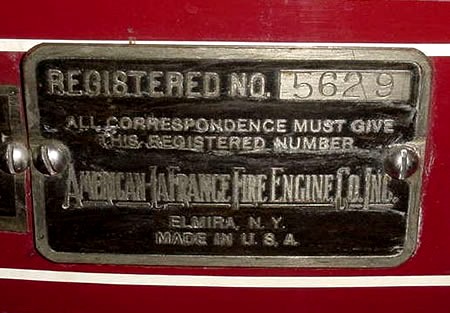 REGISTERED NO. 5629
ALL CORRESPONDENCE MUST GIVE
THIS REGISTERED NUMBER
AMERICAN-LAFRANCE FIRE ENGINE CO. INC.
ELMIRA, N. Y.
MADE IN U. S. A.